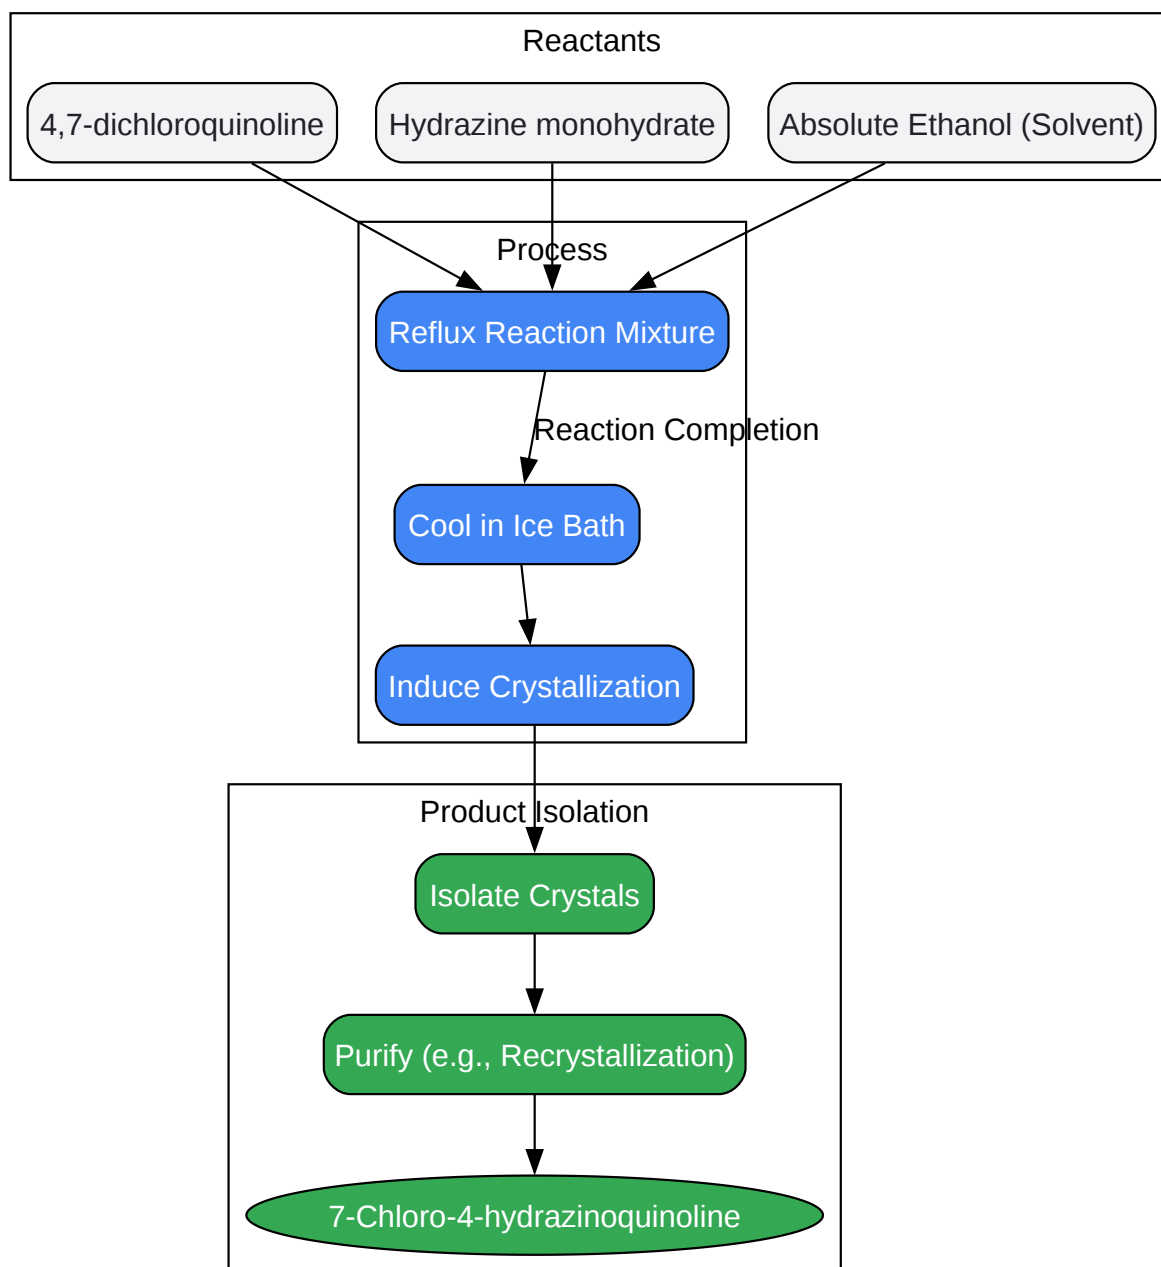 Reactants
4,7-dichloroquinoline
Hydrazine monohydrate
Absolute Ethanol (Solvent)
Process
Reflux Reaction Mixture
Reaction Completion
Cool in Ice Bath
Induce Crystallization
Product Isolation
Isolate Crystals
Purify (e.g., Recrystallization)
7-Chloro-4-hydrazinoquinoline